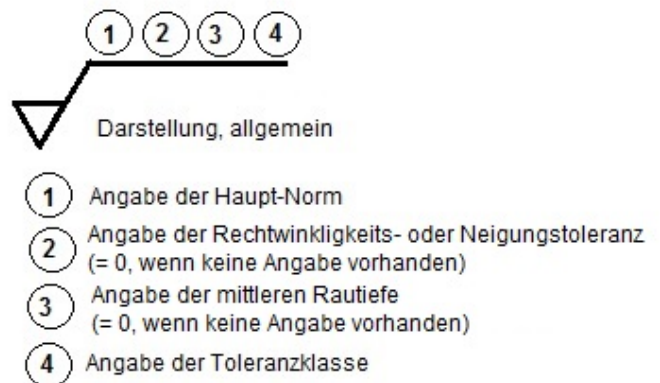 1 2 3 4
Darstellung, allgemein
1 Angabe der Haupt-Norm
2 Angabe der Rechtwinkligkeits- oder Neigungstoleranz
(= 0, wenn keine Angabe vorhanden)
3 Angabe der mittleren Rautiefe
(= 0, wenn keine Angabe vorhanden)
4 Angabe der Toleranzklasse